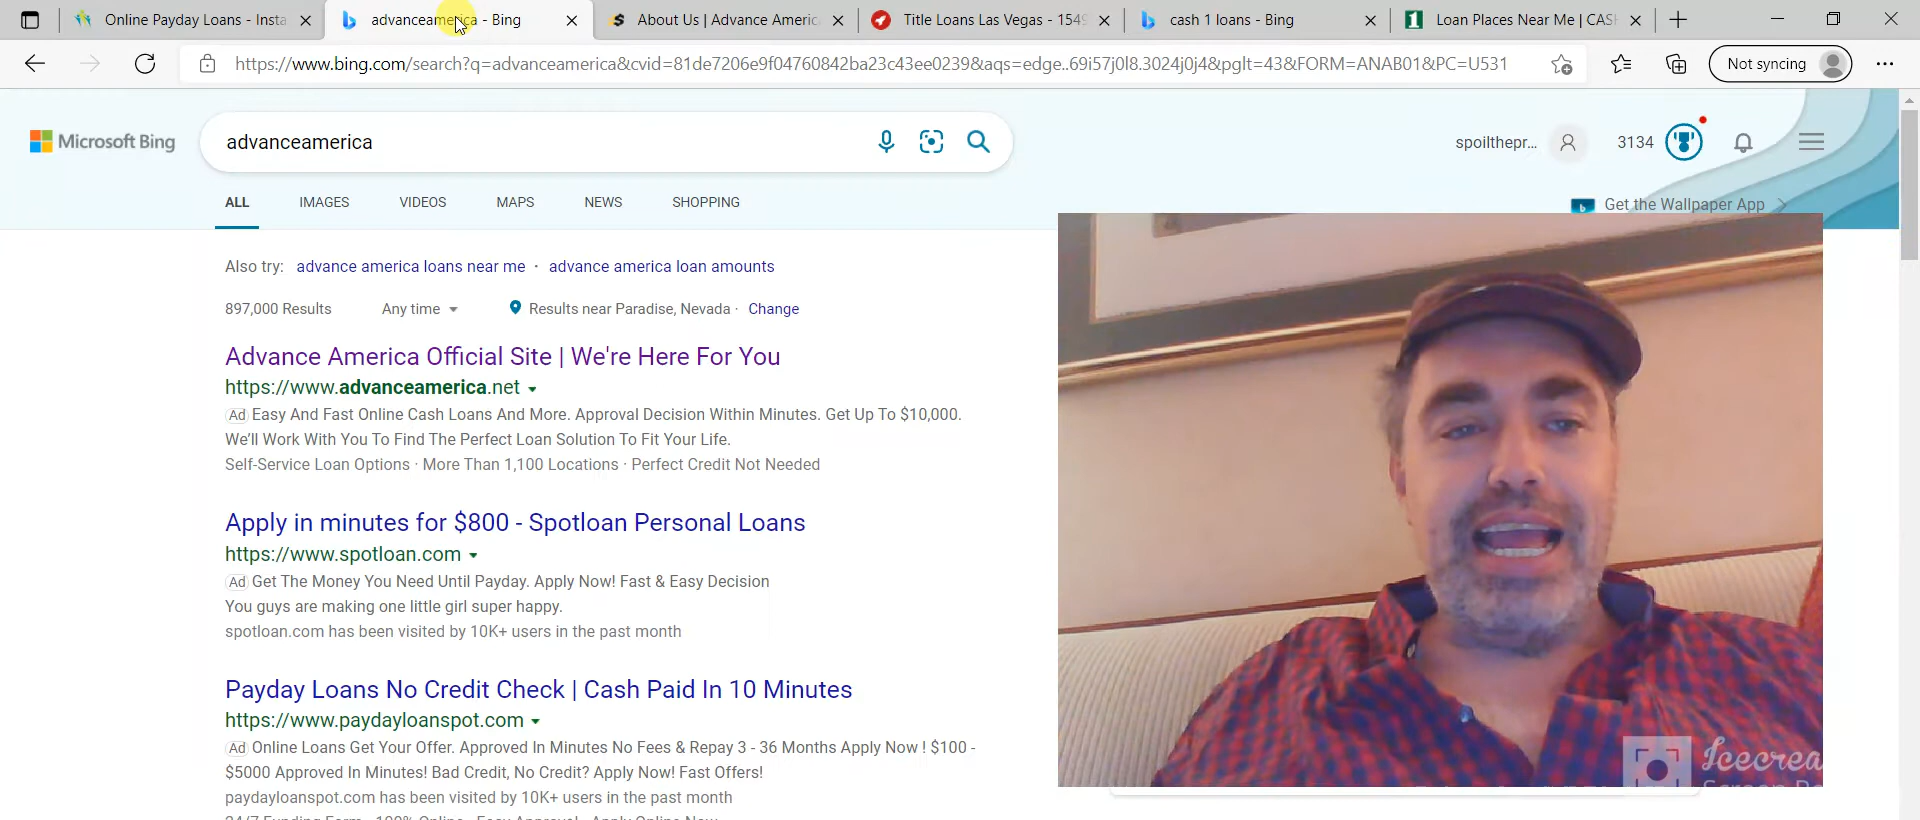 Online Payday Loans - Insta
advanceamerica - Bing
About Us | Advance Americ
Title Loans Las Vegas - 1549
cash 1 loans - Bing
Loan Places Near Me | CASH
https://www.bing.com/search?q=advanceamerica&cvid=81de7206e9f04760842ba23c43ee0239&aqs=edge..69i57j0l8.3024j0j4&pglt=43&FORM=ANAB01&PC=U531
Not syncing
Microsoft Bing
advanceamerica
spoilthepr...
3134
ALL
IMAGES
VIDEOS
MAPS
NEWS
SHOPPING
Get the Wallpaper App
Also try: advance america loans near me · advance america loan amounts
897,000 Results
Any time
Results near Paradise, Nevada · Change
Advance America Official Site | We're Here For You
https://www.advanceamerica.net
Ad Easy And Fast Online Cash Loans And More. Approval Decision Within Minutes. Get Up To $10,000.
We'll Work With You To Find The Perfect Loan Solution To Fit Your Life.
Self-Service Loan Options · More Than 1,100 Locations · Perfect Credit Not Needed
Apply in minutes for $800 - Spotloan Personal Loans
https://www.spotloan.com
Ad Get The Money You Need Until Payday. Apply Now! Fast & Easy Decision
You guys are making one little girl super happy.
spotloan.com has been visited by 10K+ users in the past month
Payday Loans No Credit Check | Cash Paid In 10 Minutes
https://www.paydayloanspot.com
Ad Online Loans Get Your Offer. Approved In Minutes No Fees & Repay 3 - 36 Months Apply Now ! $100 -
$5000 Approved In Minutes! Bad Credit, No Credit? Apply Now! Fast Offers!
paydayloanspot.com has been visited by 10K+ users in the past month
Icecrea